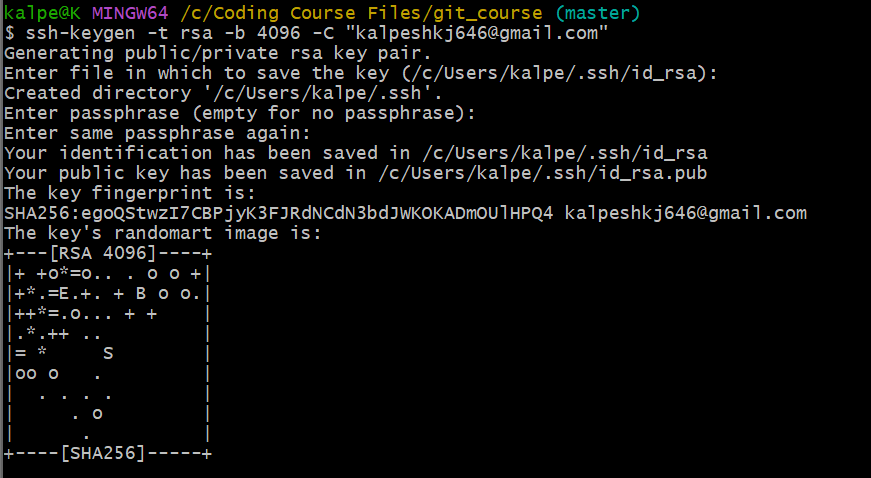 kalpe@K MINGW64 /c/Coding Course Files/git_course (master)
$ ssh-keygen -t rsa -b 4096 -C "kalpeshkj646@gmail.com"
Generating public/private rsa key pair.
Enter file in which to save the key (/c/Users/kalpe/.ssh/id_rsa):
Created directory '/c/Users/kalpe/.ssh'.
Enter passphrase (empty for no passphrase):
Enter same passphrase again:
Your identification has been saved in /c/Users/kalpe/.ssh/id_rsa
Your public key has been saved in /c/Users/kalpe/.ssh/id_rsa.pub
The key fingerprint is:
SHA256:egoQStwzI7CBPjyK3FJRdNCdN3bdJWKOKADmOUlHPQ4 kalpeshkj646@gmail.com
The key's randomart image is:
+---[RSA 4096]----+
|+ +o*=o.. . o o +|
|+*.=E.+. + B o o.|
|++*=.o... + +    |
|.*.++ ..         |
|= *     S        |
|oo o   .         |
|  . . . .        |
|     . o         |
|      .          |
+----[SHA256]-----+